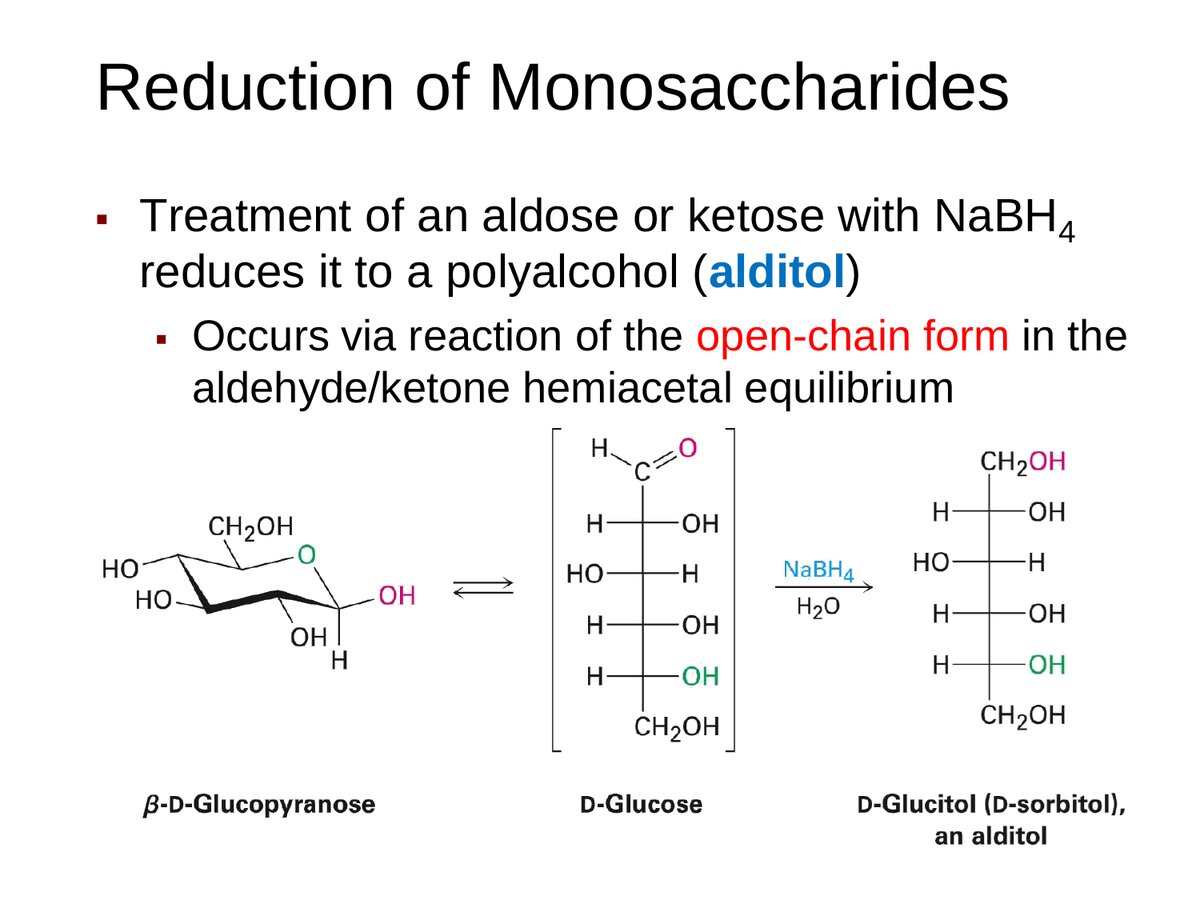 Reduction of Monosaccharides
▪ Treatment of an aldose or ketose with NaBH₄
reduces it to a polyalcohol (alditol)
▪ Occurs via reaction of the open-chain form in the
aldehyde/ketone hemiacetal equilibrium
CH₂OH
O
HO
HO
OH
OH
H
H
O
C
H
OH
HO
H
H
OH
H
OH
CH₂OH
NaBH₄
H₂O
CH₂OH
H
OH
HO
H
H
OH
H
OH
CH₂OH
β-D-Glucopyranose
D-Glucose
D-Glucitol (D-sorbitol),
an alditol